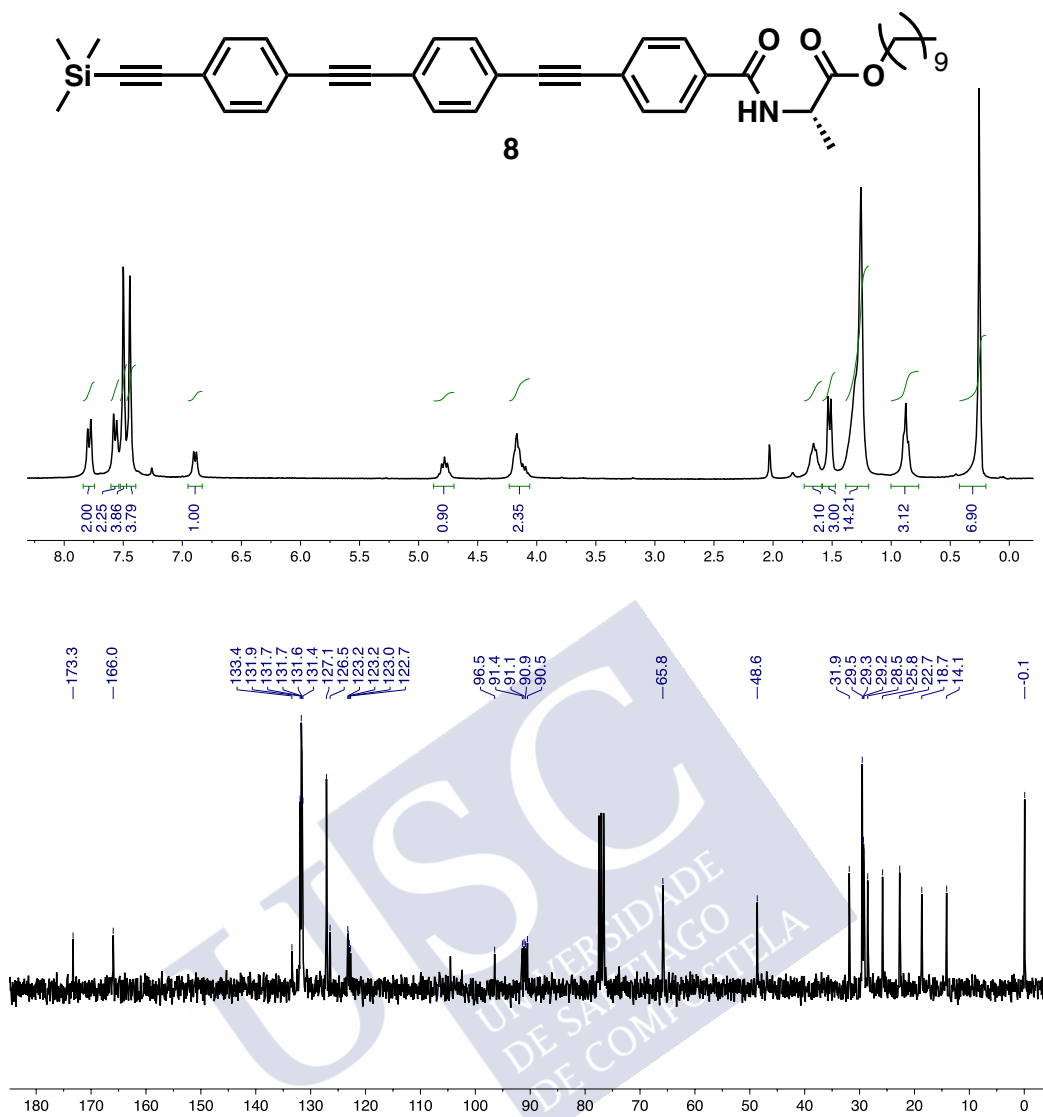 O O
Si
O 9
HN
8
2.00 2.25 3.86 3.79 1.00 0.90 2.35 2.10 3.00 14.21 3.12 6.90
8.0 7.5 7.0 6.5 6.0 5.5 5.0 4.5 4.0 3.5 3.0 2.5 2.0 1.5 1.0 0.5 0.0
173.3 166.0 133.4 131.9 131.7 131.7 131.6 131.4 127.1 126.5 123.2 123.2 123.0 122.7 96.5 91.4 91.1 90.9 90.5 65.8 48.6 31.9 29.5 29.3 29.2 28.5 25.8 22.7 18.7 14.1 -0.1
USC
UNIVERSIDADE
DE SANTIAGO
DE COMPOSTELA
180 170 160 150 140 130 120 110 100 90 80 70 60 50 40 30 20 10 0